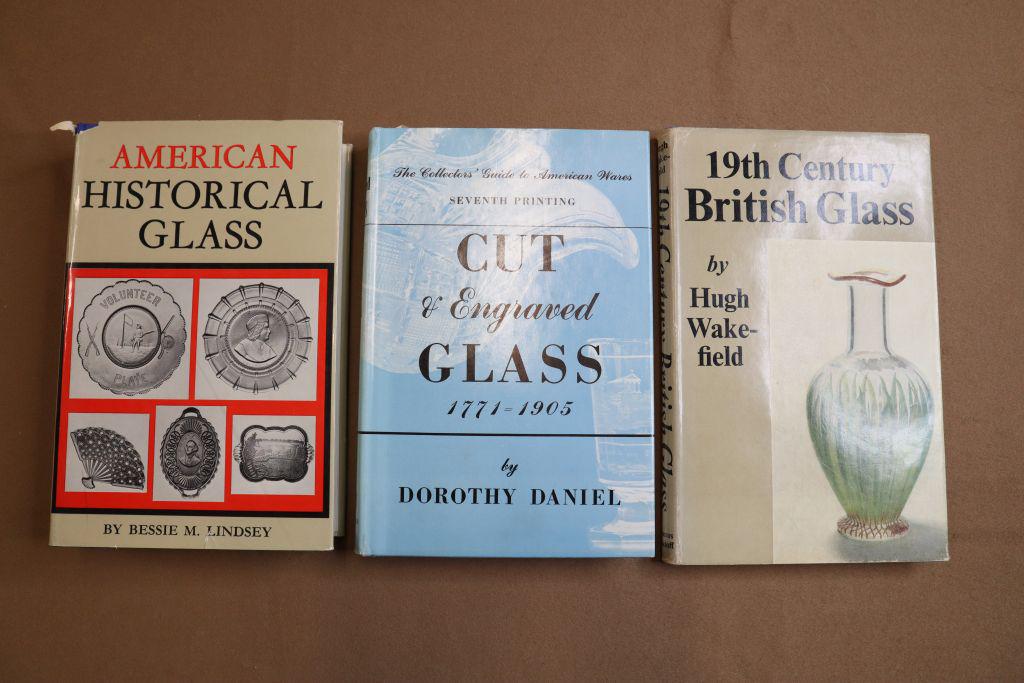 AMERICAN
HISTORICAL
GLASS
VOLUNTEER
PLATE
BY BESSIE M. LINDSEY
The Collectors' Guide to American Wares
SEVENTH PRINTING
CUT
& Engraved
GLASS
1771-1905
by
DOROTHY DANIEL
19th Century British Glass
19th Century
British Glass
by
Hugh
Wake-
field